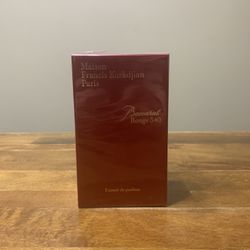 Maison
Francis Kurkdjian
Paris
Baccarat
Rouge 540
Extrait de parfum